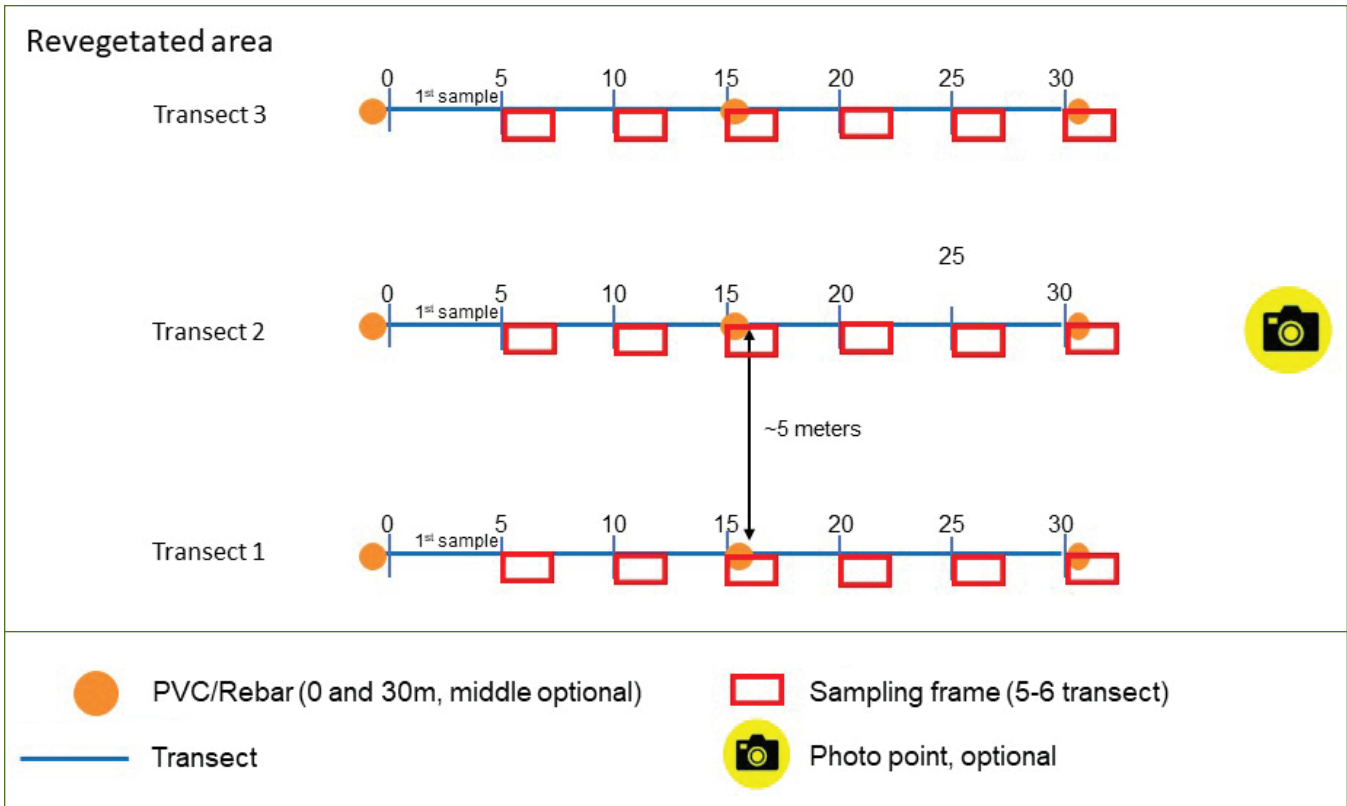 Revegetated area
0 5 10 15 20 25 30
1st sample
Transect 3
25
0 5 10 15 20 30
1st sample
Transect 2
~5 meters
0 5 10 15 20 25 30
1st sample
Transect 1
PVC/Rebar (0 and 30m, middle optional)
Sampling frame (5-6 transect)
Transect
Photo point, optional